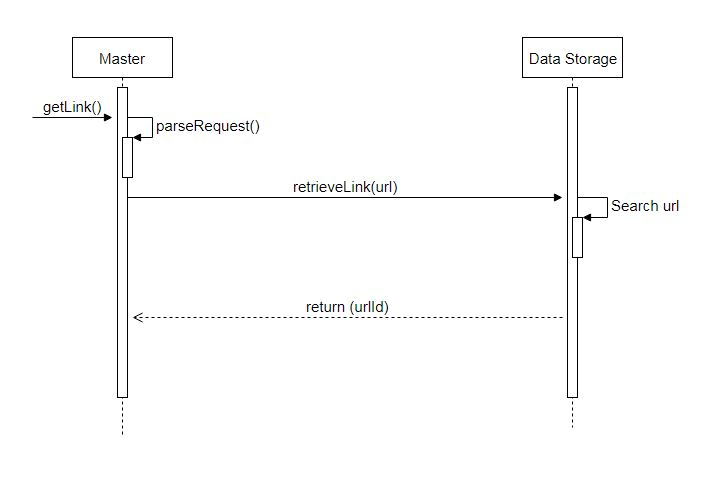 Master
Data Storage
getLink()
parseRequest()
retrieveLink(url)
Search url
return (urlId)